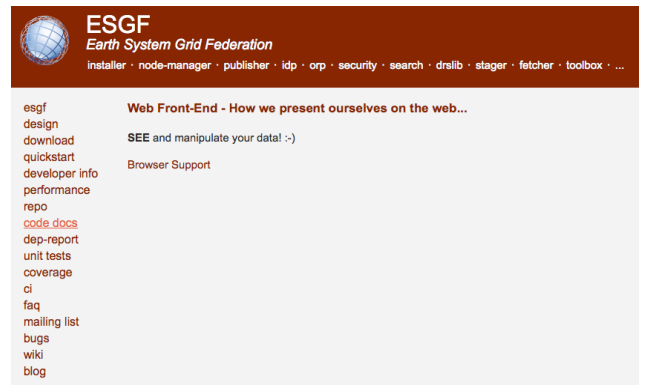 ESGF
Earth System Grid Federation
installer · node-manager · publisher · idp · orp · security · search · drslib · stager · fetcher · toolbox · ...
esgf
design
download
quickstart
developer info
performance
repo
code docs
dep-report
unit tests
coverage
ci
faq
mailing list
bugs
wiki
blog
Web Front-End - How we present ourselves on the web...
SEE and manipulate your data! :-)
Browser Support